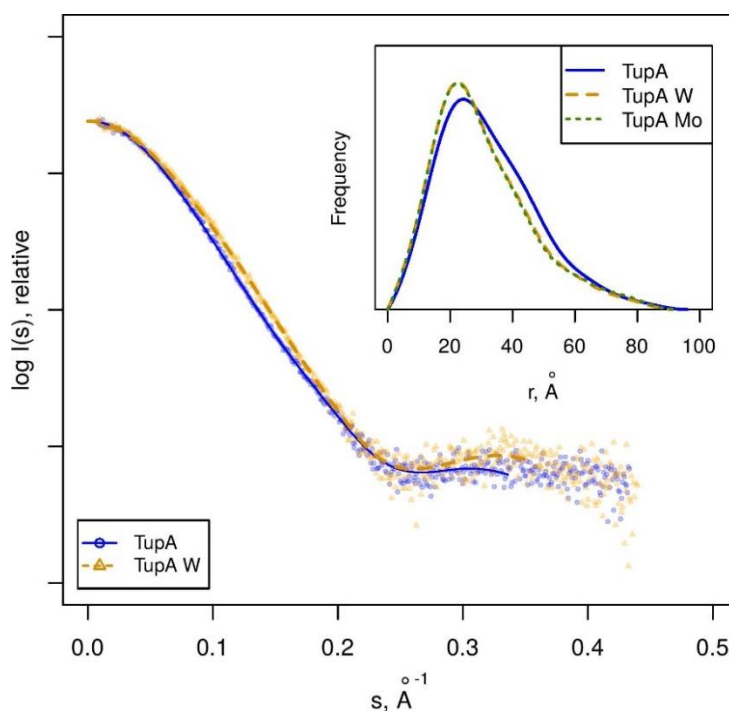 log I(s), relative
Frequency
TupA
TupA W
TupA Mo
0 20 40 60 80 100
r, Å
TupA
TupA W
0.0 0.1 0.2 0.3 0.4 0.5
s, Å⁻¹